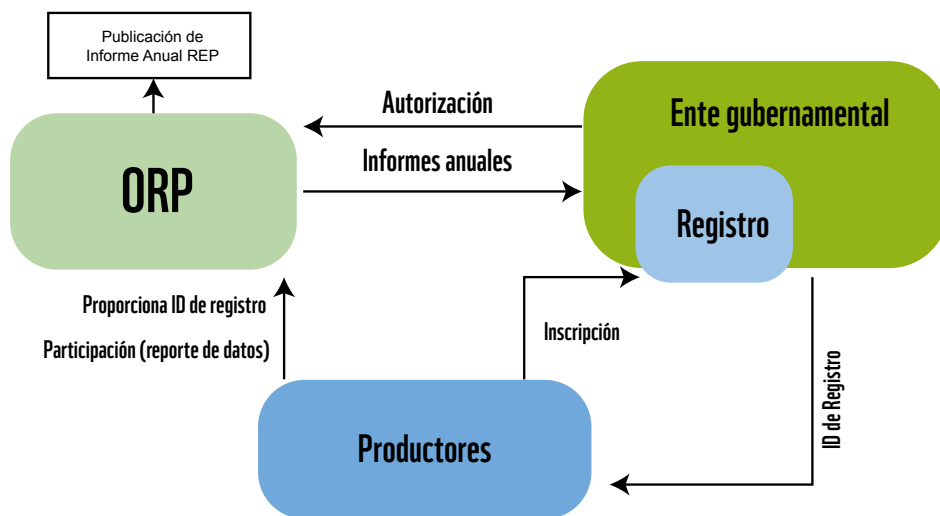 Publicación de
Informe Anual REP
Autorización
Ente gubernamental
ORP
Informes anuales
Registro
Proporciona ID de registro
Participación (reporte de datos)
Inscripción
ID de Registro
Productores